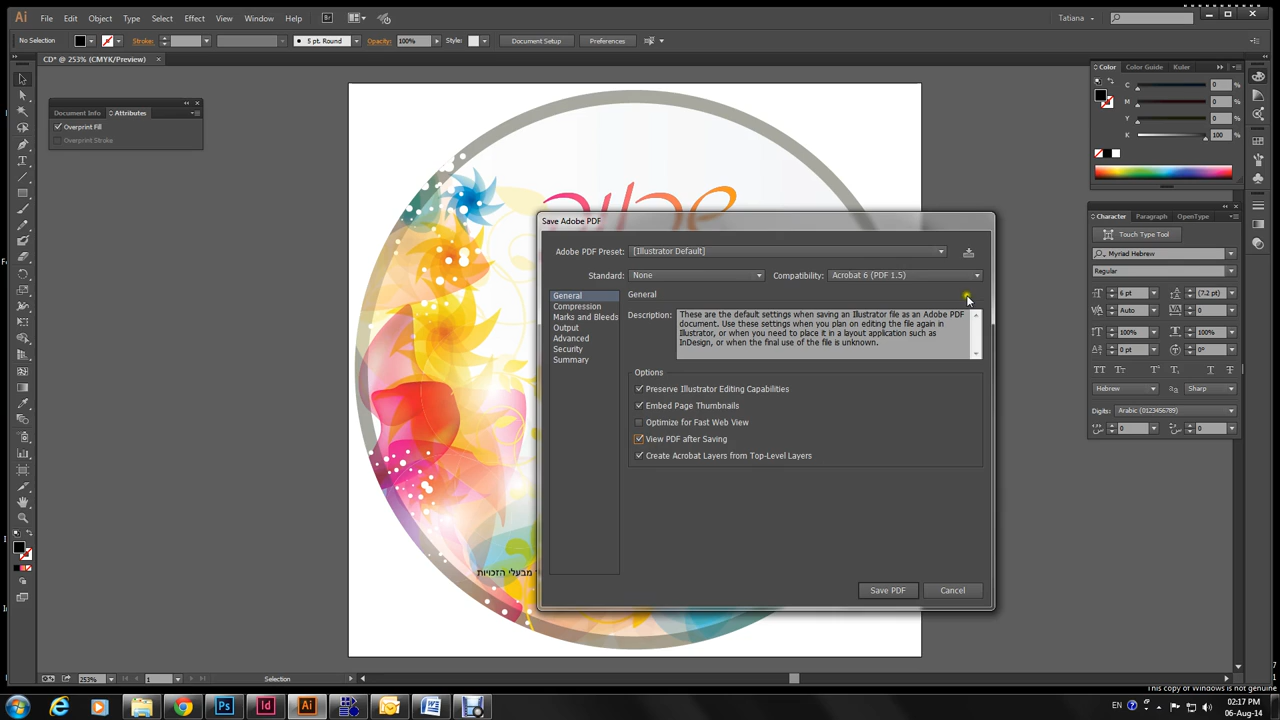 Ai File Edit Object Type Select Effect View Window Help Br Tatiana
No Selection Stroke: 5 pt. Round Opacity: 100% Style: Document Setup Preferences
CD* @ 253% (CMYK/Preview)
Document Info Attributes
Overprint Fill
Overprint Stroke
שכיות
מבעלי הזכויות
Save Adobe PDF
Adobe PDF Preset: [Illustrator Default]
Standard: None Compatibility: Acrobat 6 (PDF 1.5)
General
Compression
Marks and Bleeds
Output
Advanced
Security
Summary
General
Description: These are the default settings when saving an Illustrator file as an Adobe PDF
document. Use these settings when you plan on editing the file again in
Illustrator, or when you need to place it in a layout application such as
InDesign, or when the final use of the file is unknown.
Options
Preserve Illustrator Editing Capabilities
Embed Page Thumbnails
Optimize for Fast Web View
View PDF after Saving
Create Acrobat Layers from Top-Level Layers
Save PDF Cancel
Color Color Guide Kuler
C 0 %
M 0 %
Y 0 %
K 100 %
Character Paragraph OpenType
Touch Type Tool
Myriad Hebrew
Regular
6 pt (7.2 pt)
Auto 0
100% 100%
0 pt 0°
Hebrew Sharp
Digits: Arabic (0123456789)
0 0
253% 1 Selection
This copy of Windows is not genuine
Ps Id Ai
EN 02:17 PM
06-Aug-14